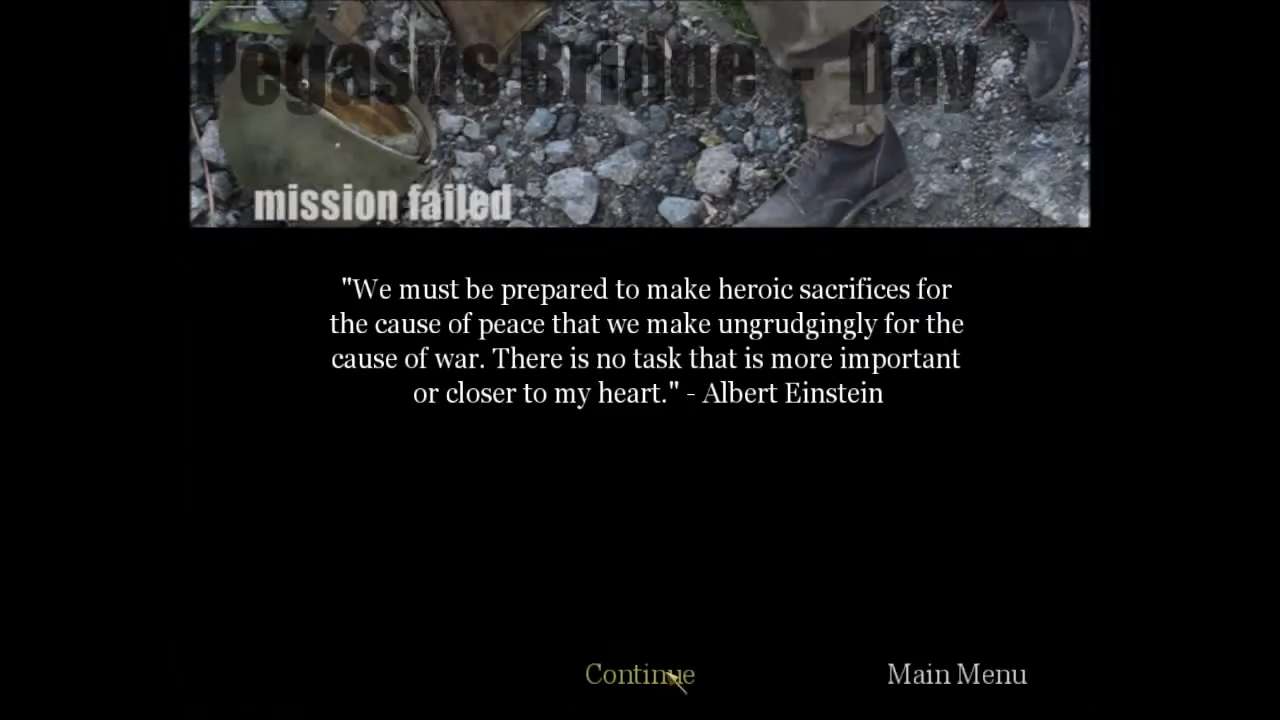 Pegasus Bridge - Day
mission failed
"We must be prepared to make heroic sacrifices for
the cause of peace that we make ungrudgingly for the
cause of war. There is no task that is more important
or closer to my heart." - Albert Einstein
Continue
Main Menu